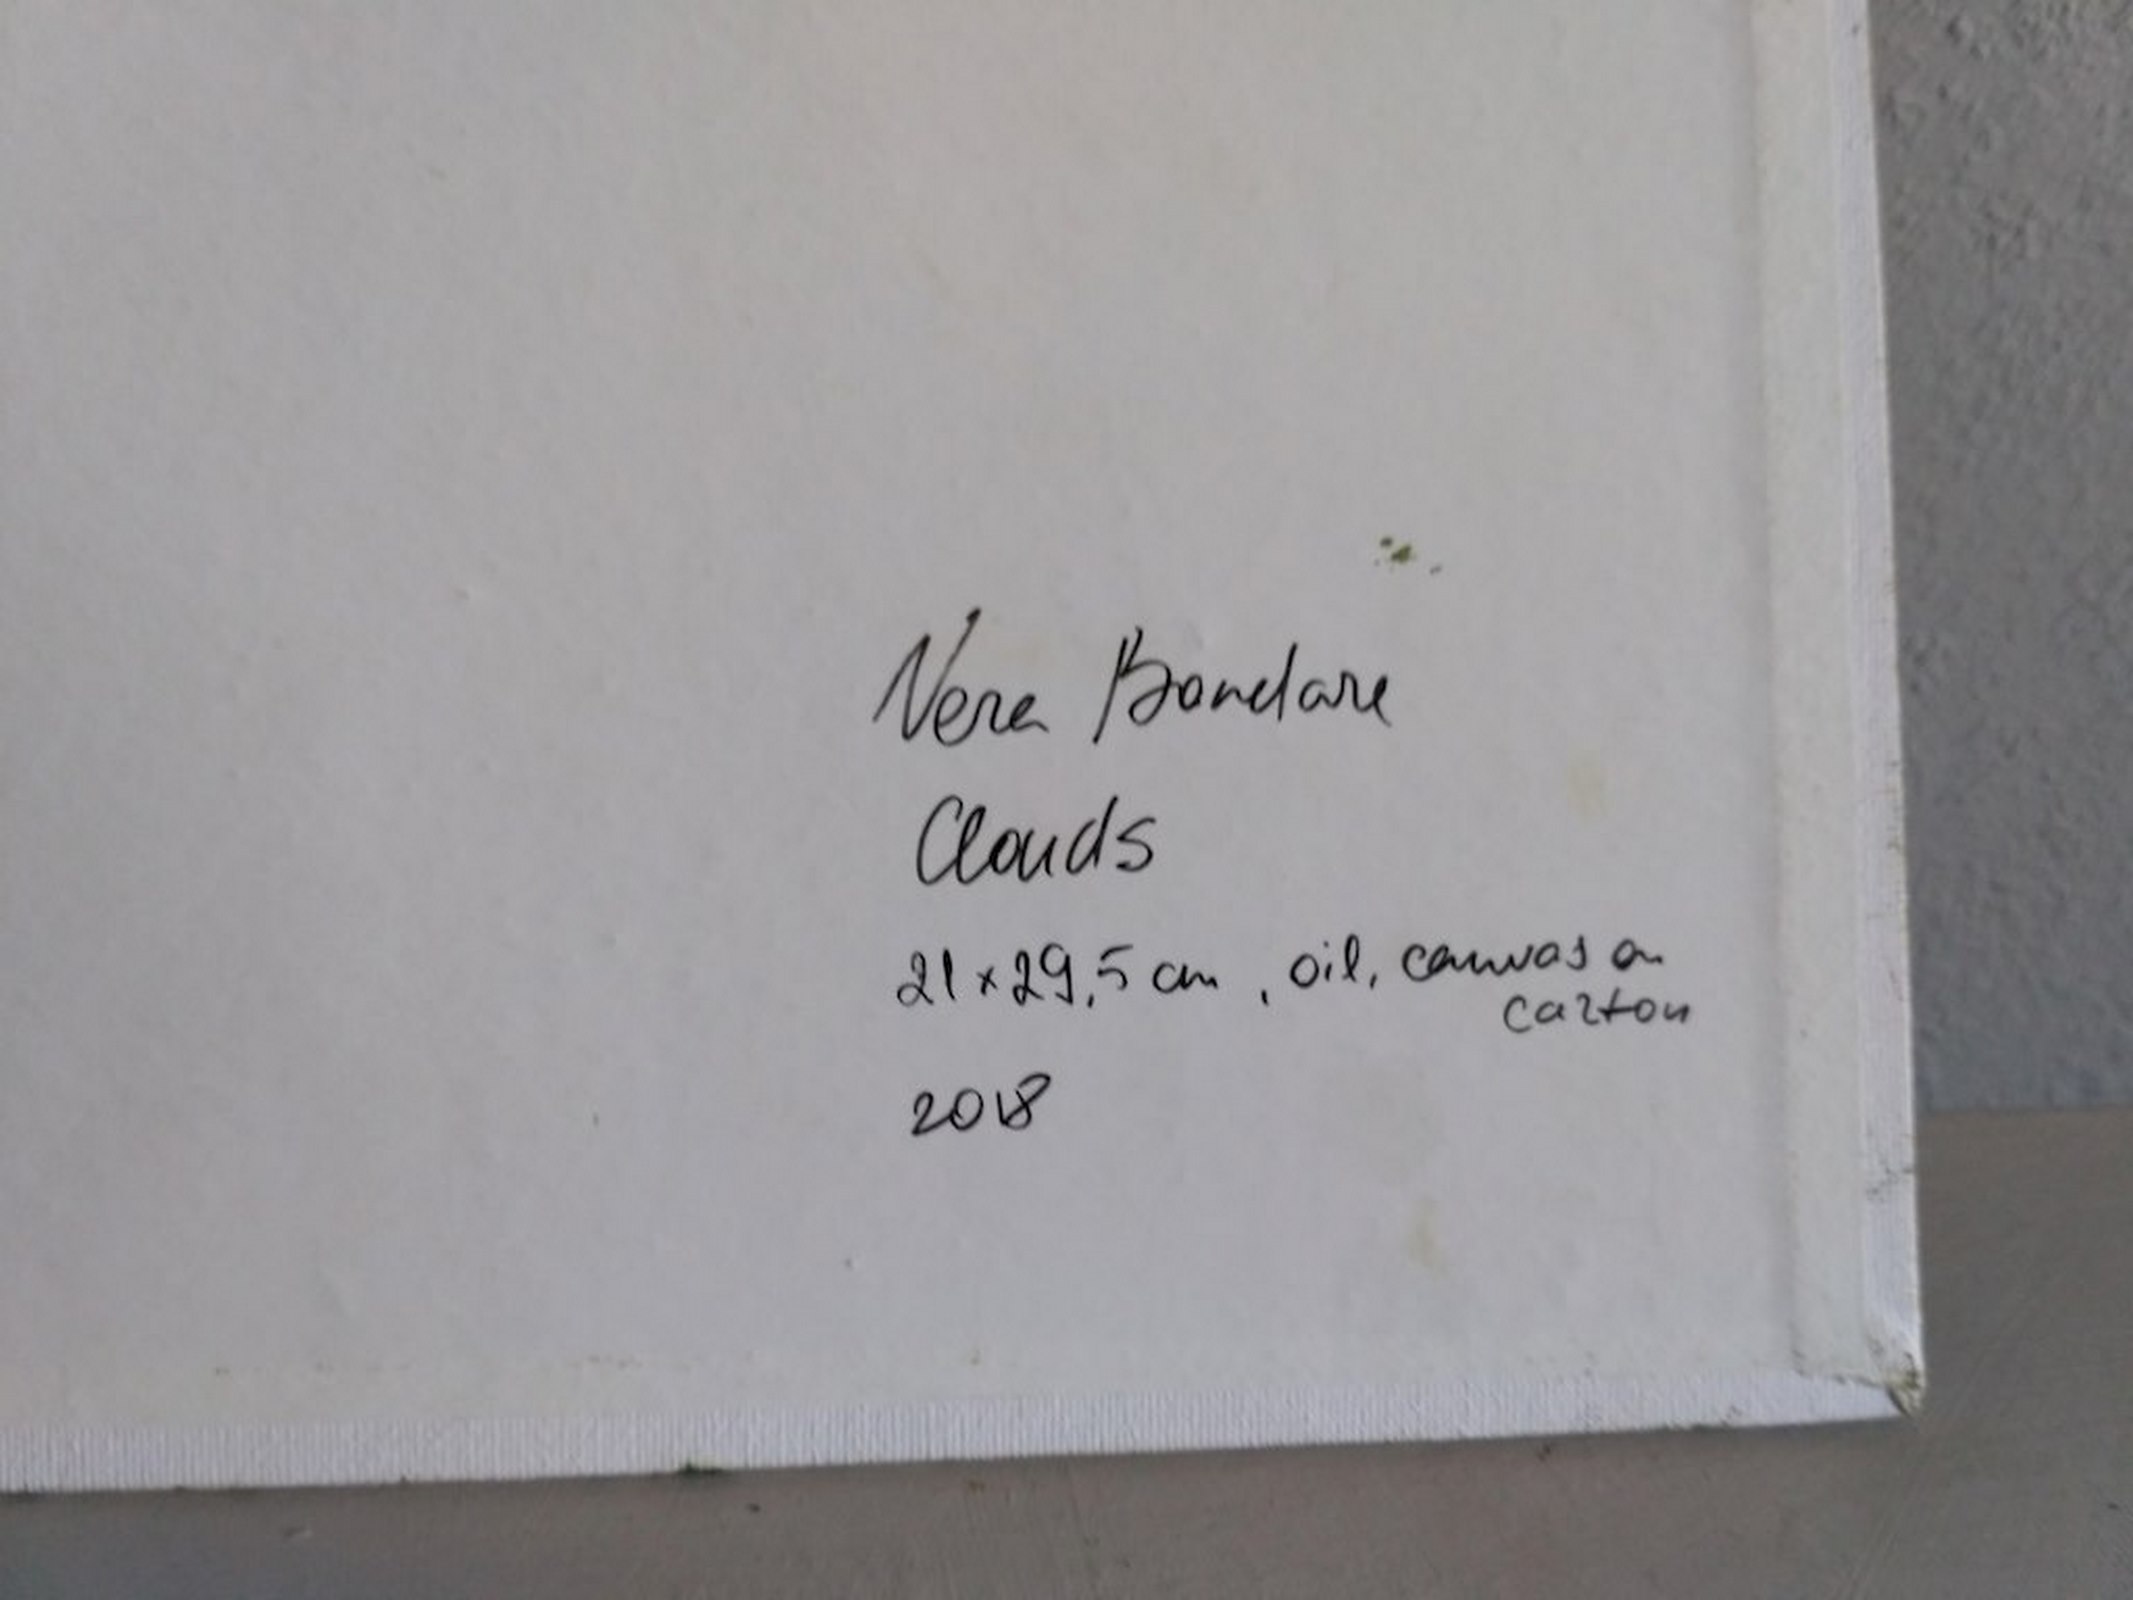 Vera Bondare
Clouds
21 x 29,5 cm, oil, canvas on
carton
2018